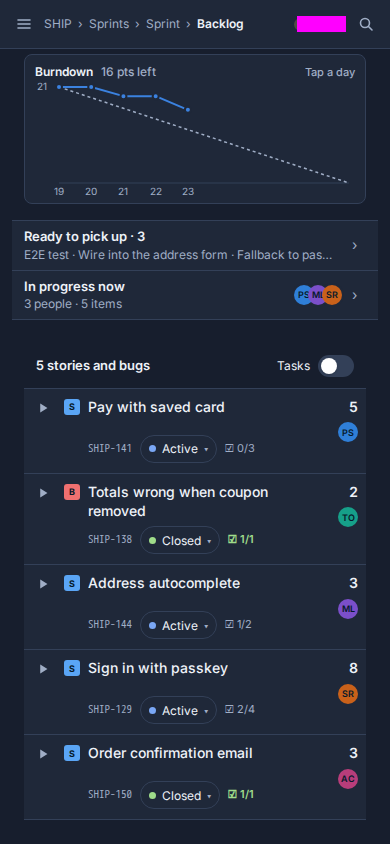 SHIP › Sprints › Sprint › Backlog
Burndown 16 pts left Tap a day
21
19 20 21 22 23
Ready to pick up · 3
E2E test · Wire into the address form · Fallback to pas... ›
In progress now
3 people · 5 items PS ML SR ›
5 stories and bugs Tasks
S Pay with saved card 5
PS
SHIP-141 Active 0/3
B Totals wrong when coupon 2
removed TO
SHIP-138 Closed 1/1
S Address autocomplete 3
ML
SHIP-144 Active 1/2
S Sign in with passkey 8
SR
SHIP-129 Active 2/4
S Order confirmation email 3
AC
SHIP-150 Closed 1/1